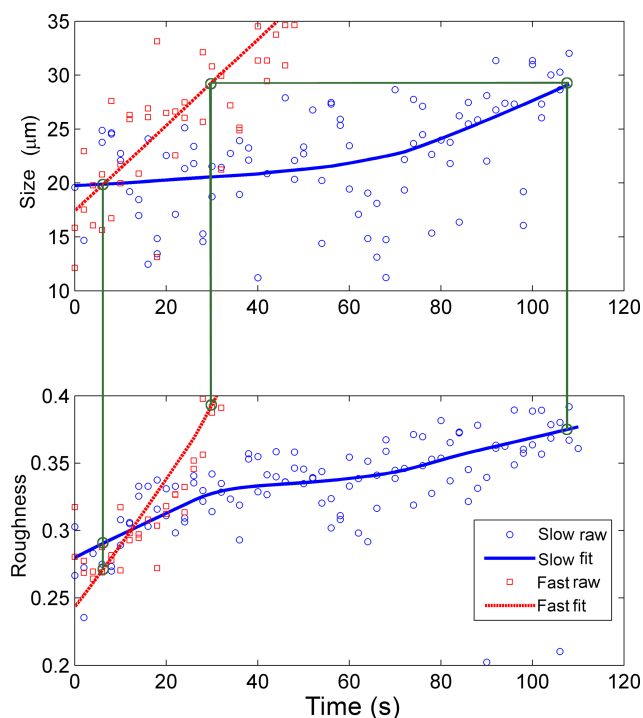 35
30
25
20
15
10
Size (μm)
0 20 40 60 80 100 120
0.4
0.35
0.3
0.25
0.2
Roughness
Slow raw
Slow fit
Fast raw
Fast fit
0 20 40 60 80 100 120
Time (s)